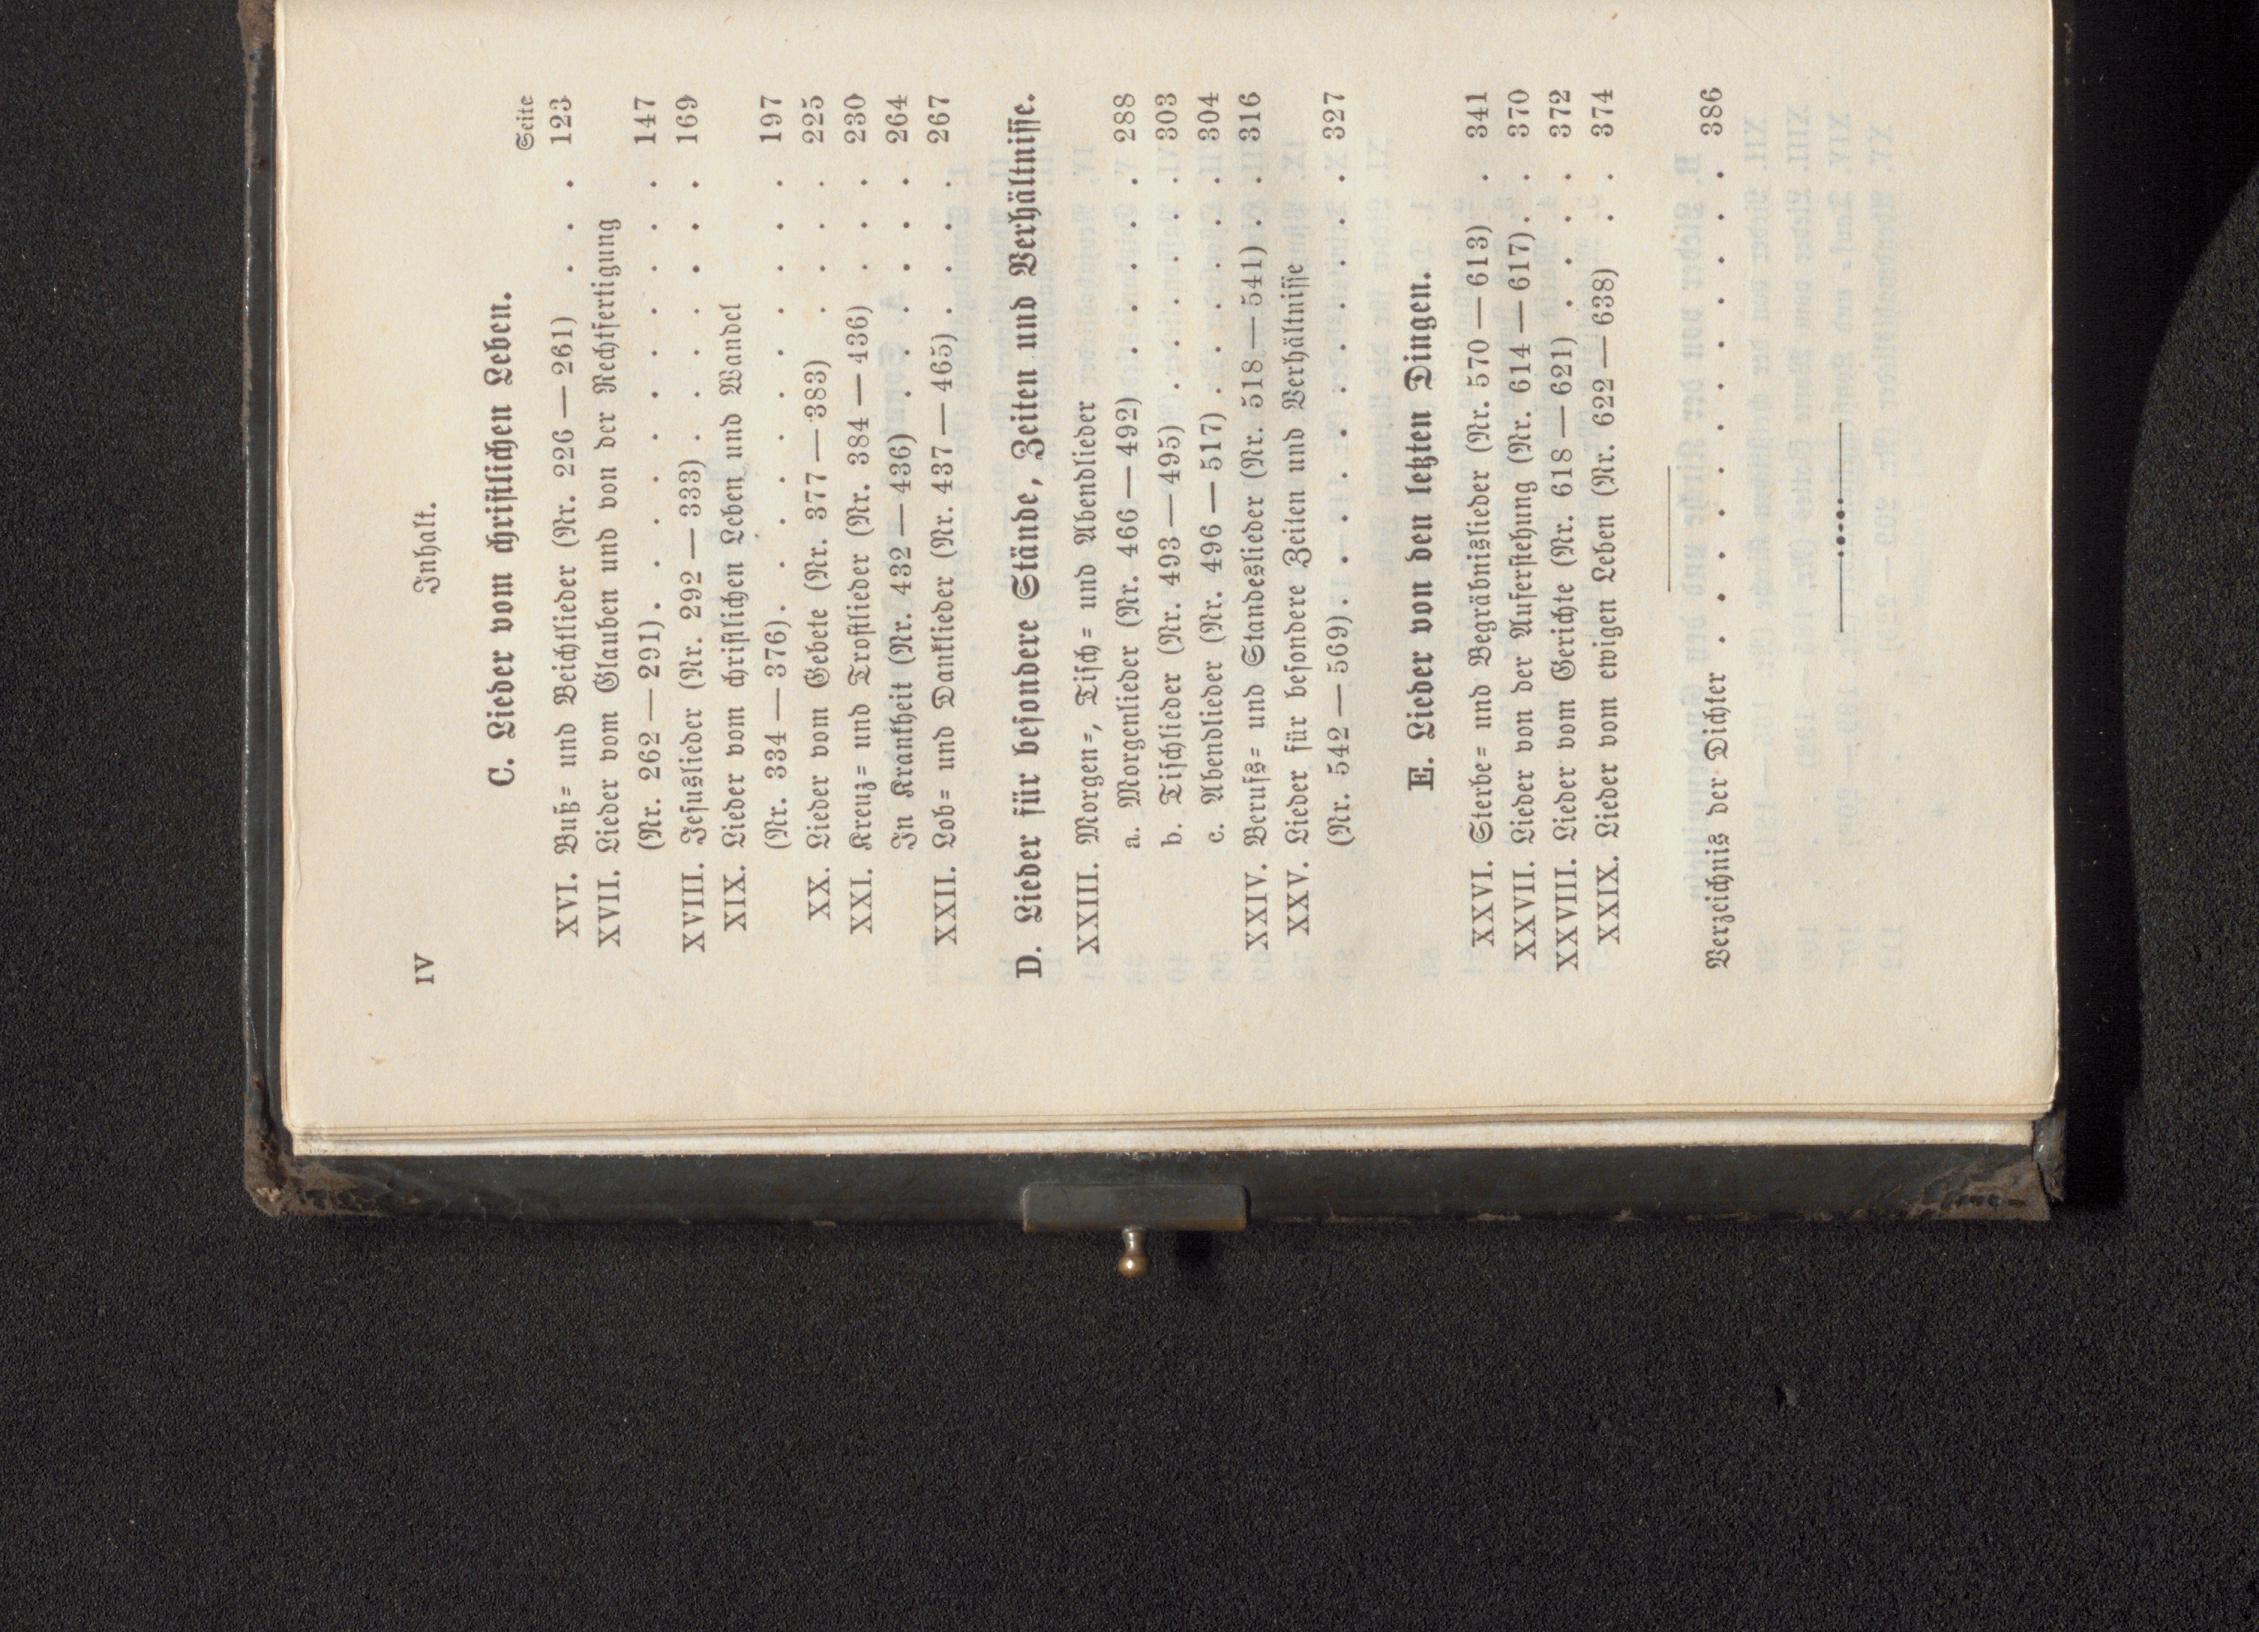 IV
Inhalt.
C. Lieder vom christlichen Leben.
Seite
XVI. Buß= und Beichtlieder (Nr. 226 — 261) . . . 123
XVII. Lieder vom Glauben und von der Rechtfertigung
(Nr. 262 — 291) . . . . . . . . . . . 147
XVIII. Jesuslieder (Nr. 292 — 333) . . . . . . . 169
XIX. Lieder vom christlichen Leben und Wandel
(Nr. 334 — 376) . . . . . . . . . . . 197
XX. Lieder vom Gebete (Nr. 377 — 383) . . . . 225
XXI. Kreuz= und Trostlieder (Nr. 384 — 436) . . . 230
In Krankheit (Nr. 432 — 436) . . . . . . 264
XXII. Lob= und Danklieder (Nr. 437 — 465) . . . . 267
D. Lieder für besondere Stände, Zeiten und Verhältnisse.
XXIII. Morgen=, Tisch= und Abendlieder
a. Morgenlieder (Nr. 466 — 492) . . . . . 288
b. Tischlieder (Nr. 493 — 495) . . . . . . 303
c. Abendlieder (Nr. 496 — 517) . . . . . . 304
XXIV. Berufs= und Standeslieder (Nr. 518 — 541) . . 316
XXV. Lieder für besondere Zeiten und Verhältnisse
(Nr. 542 — 569) . . . . . . . . . . . 327
E. Lieder von den letzten Dingen.
XXVI. Sterbe= und Begräbnislieder (Nr. 570 — 613) . 341
XXVII. Lieder von der Auferstehung (Nr. 614 — 617) . . 370
XXVIII. Lieder vom Gerichte (Nr. 618 — 621) . . . . 372
XXIX. Lieder vom ewigen Leben (Nr. 622 — 638) . . 374
Verzeichnis der Dichter . . . . . . . . . . . . 386